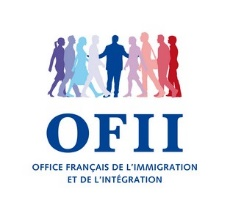 OFII
OFFICE FRANÇAIS DE L'IMMIGRATION
ET DE L'INTÉGRATION